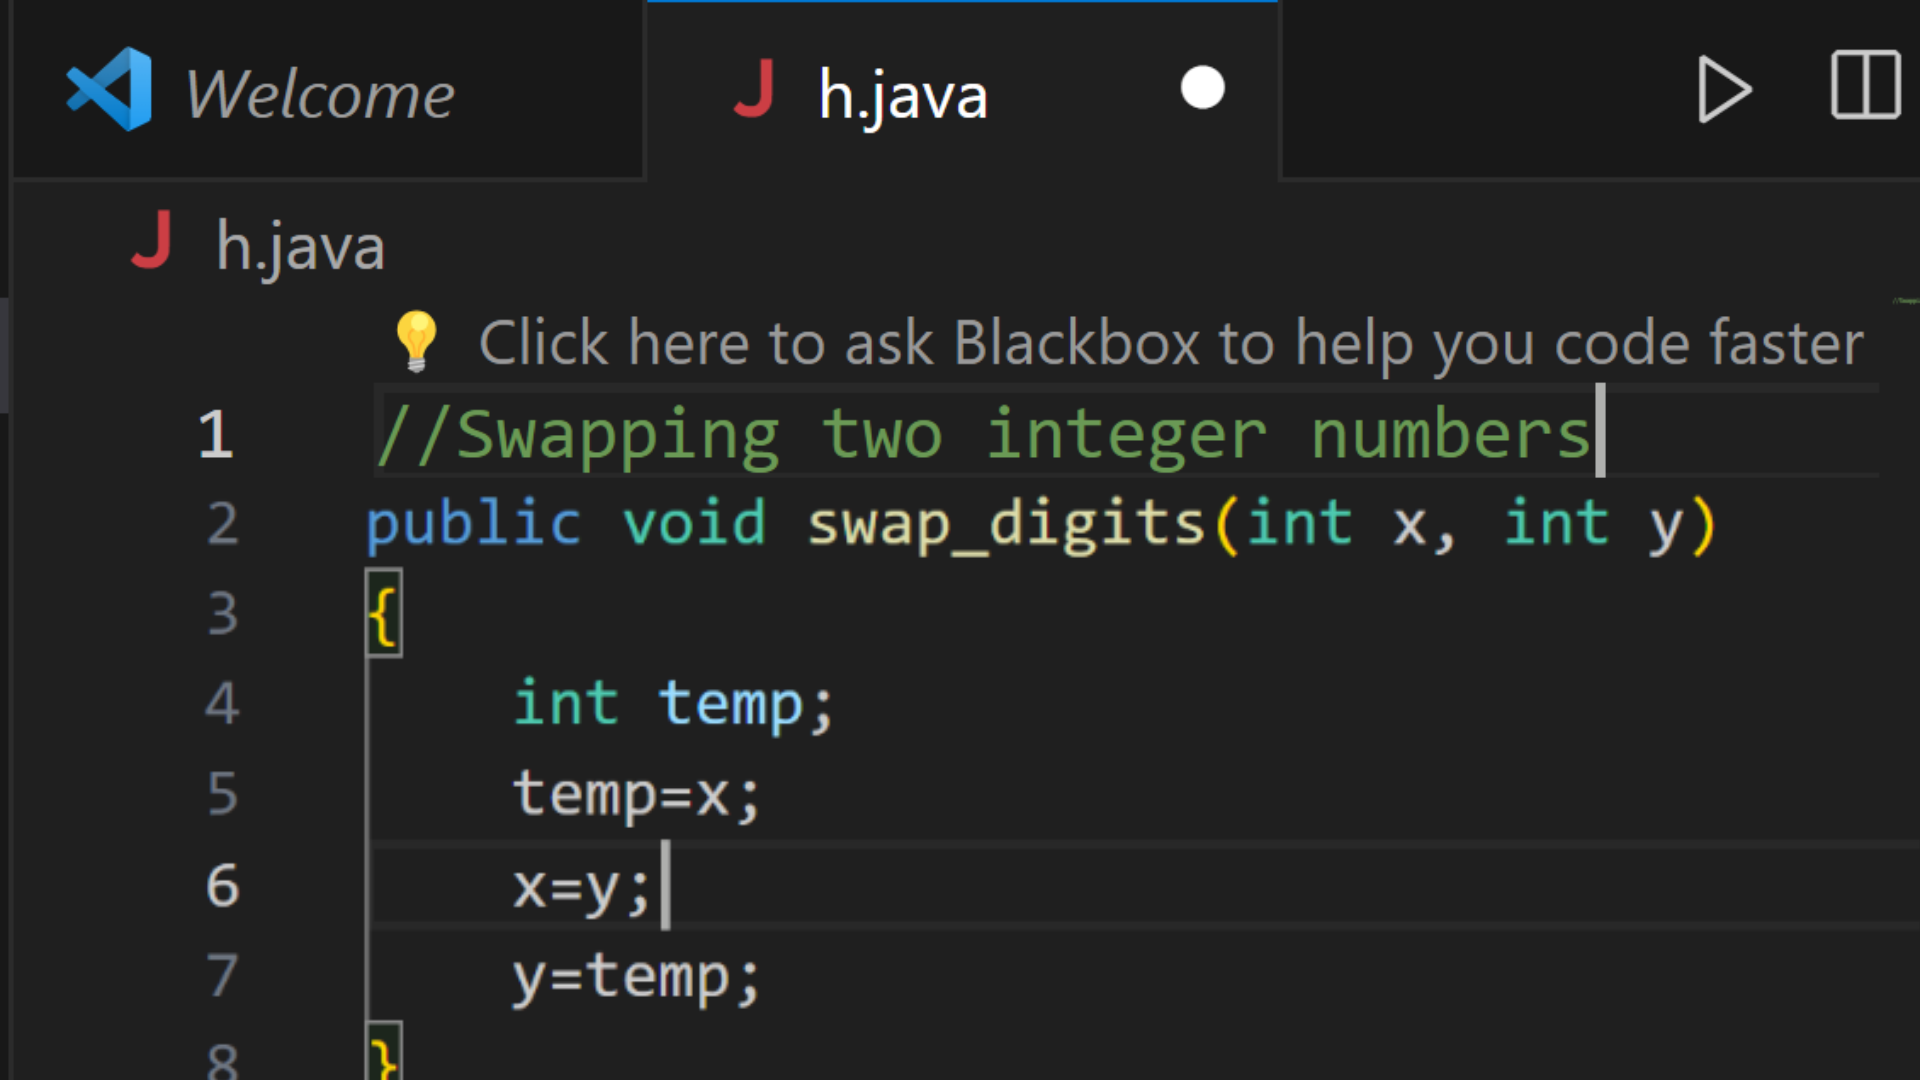 Welcome
h.java
h.java
Click here to ask Blackbox to help you code faster
1 //Swapping two integer numbers
2 public void swap_digits(int x, int y)
3 {
4 int temp;
5 temp=x;
6 x=y;
7 y=temp;
8 }